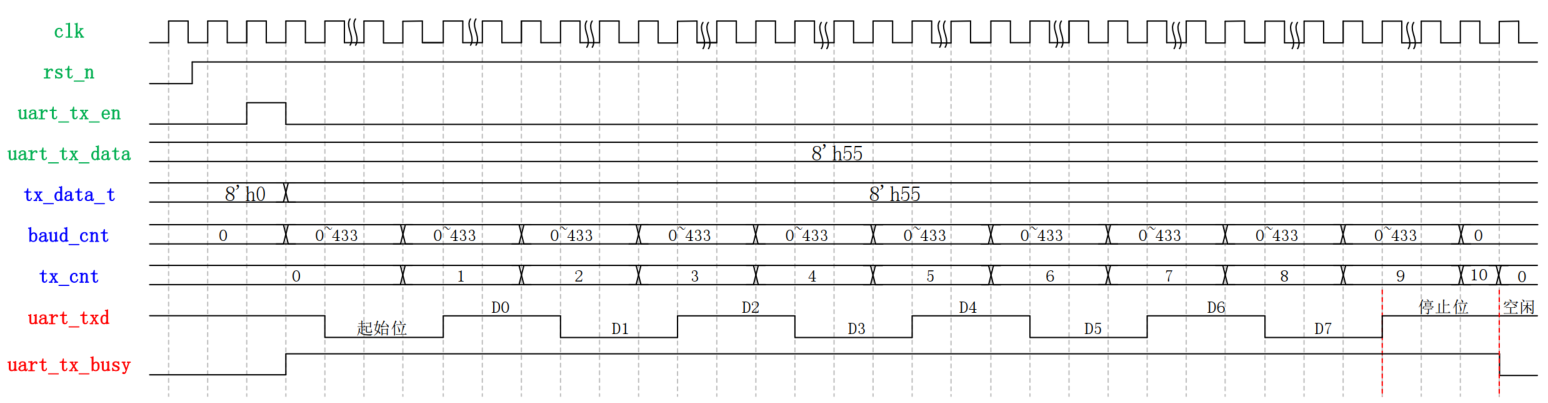 clk
rst_n
uart_tx_en
uart_tx_data 8'h55
tx_data_t 8'h0 8'h55
baud_cnt 0 0~433 0~433 0~433 0~433 0~433 0~433 0~433 0~433 0~433 0~433 0
tx_cnt 0 1 2 3 4 5 6 7 8 9 10 0
uart_txd 起始位 D0 D1 D2 D3 D4 D5 D6 D7 停止位 空闲
uart_tx_busy